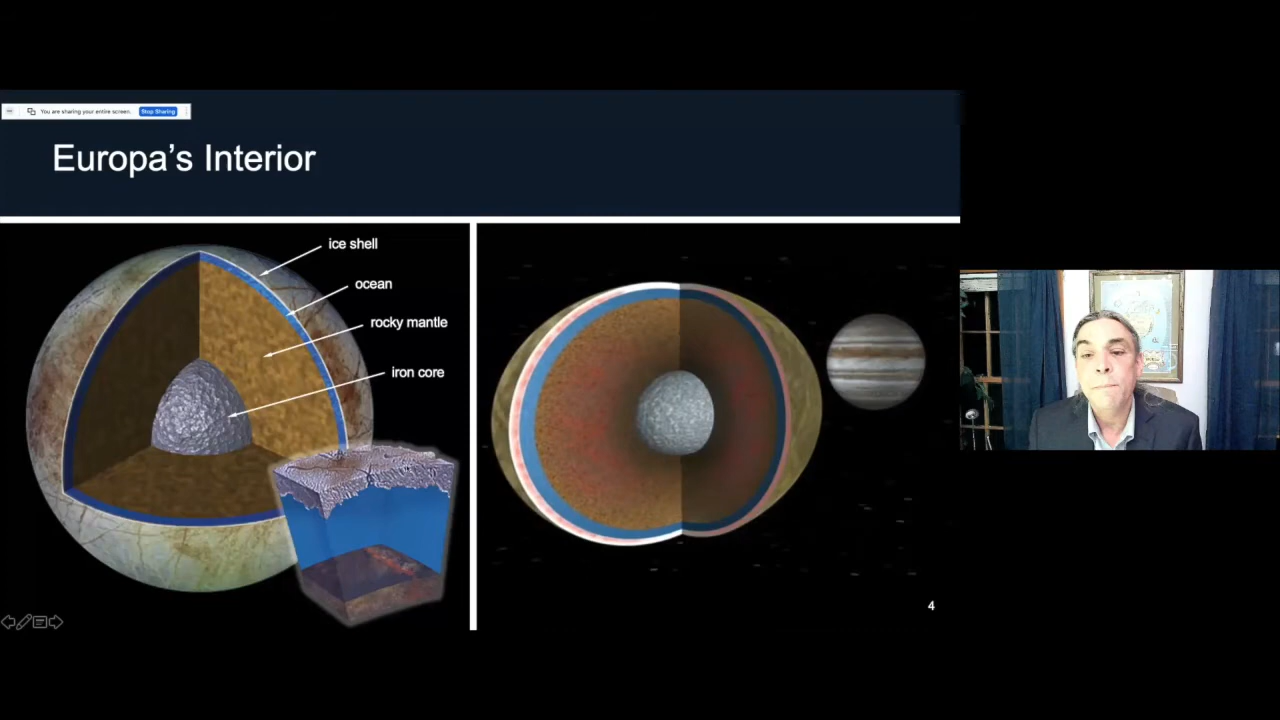 You are sharing your entire screen.
Stop Sharing
Europa's Interior
ice shell
ocean
rocky mantle
iron core
4